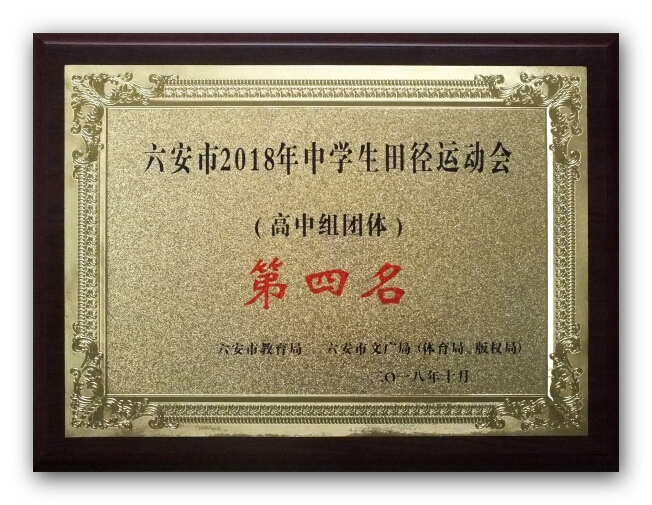 六安市2018年中学生田径运动会
（高中组团体）
第四名
六安市教育局 六安市文广局（体育局、版权局）
二〇一八年十月